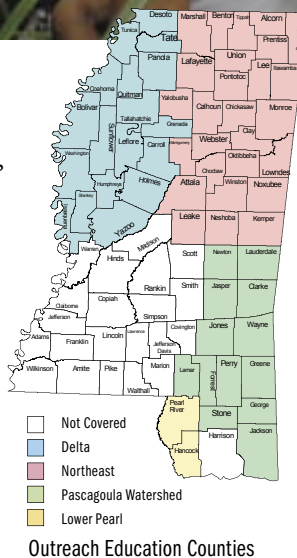 Desoto Marshall Benton Tippah Alcorn
Tunica Tate Prentiss
Panola Lafayette Union Lee Itawamba
Pontotoc
Coahoma Quitman Yalobusha Calhoun Chickasaw Monroe
Bolivar Tallahatchie Grenada
Sunflower Leflore Carroll Montgomery Webster Clay
Washington Oktibbeha
Choctaw Lowndes
Humphreys Holmes Attala Winston Noxubee
Sharkey
Issaquena Yazoo Leake Neshoba Kemper
Warren Madison
Hinds Scott Newton Lauderdale
Rankin Smith Jasper Clarke
Claiborne Copiah
Jefferson Simpson
Adams Franklin Lincoln Lawrence Jefferson Davis Covington Jones Wayne
Wilkinson Amite Pike Marion Lamar Forrest Perry Greene
Walthall
Pearl River Stone George
Hancock Harrison Jackson
Not Covered
Delta
Northeast
Pascagoula Watershed
Lower Pearl
Outreach Education Counties